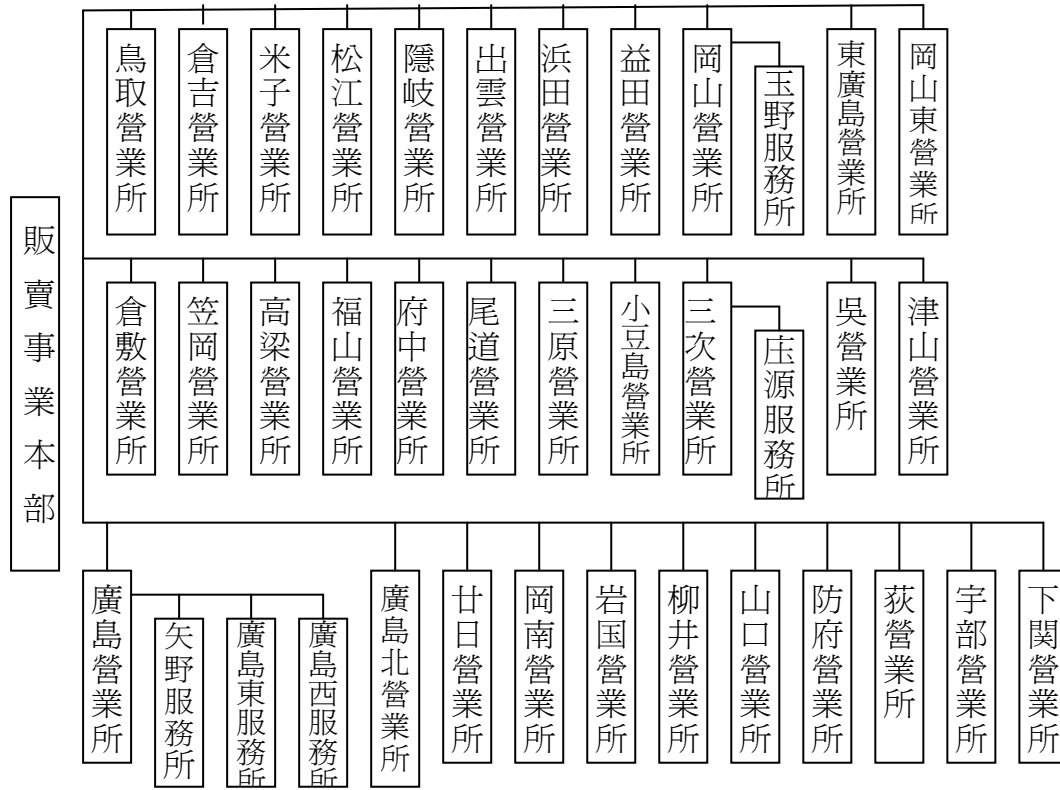 販賣事業本部
鳥取營業所
倉吉營業所
米子營業所
松江營業所
隱岐營業所
出雲營業所
浜田營業所
益田營業所
岡山營業所
玉野服務所
東廣島營業所
岡山東營業所
倉敷營業所
笠岡營業所
高梁營業所
福山營業所
府中營業所
尾道營業所
三原營業所
小豆島營業所
三次營業所
庄源服務所
吳營業所
津山營業所
廣島營業所
矢野服務所
廣島東服務所
廣島西服務所
廣島北營業所
廿日營業所
岡南營業所
岩国營業所
柳井營業所
山口營業所
防府營業所
荻營業所
宇部營業所
下関營業所